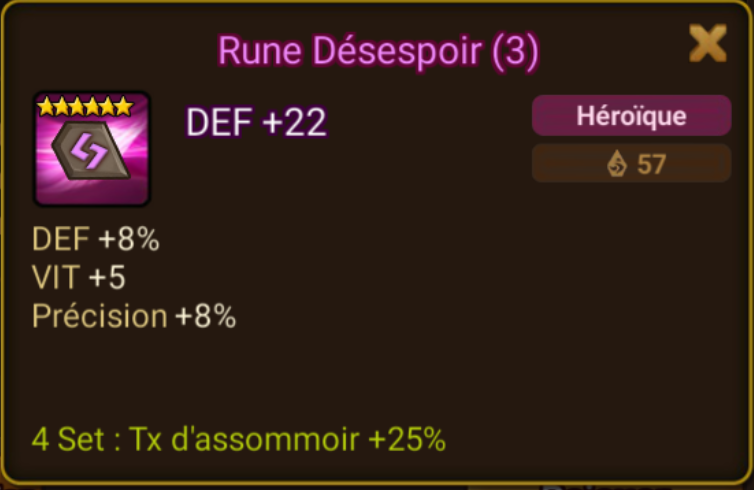 Rune Désespoir (3)
DEF +22
Héroïque
57
DEF +8%
VIT +5
Précision +8%
4 Set : Tx d'assommoir +25%